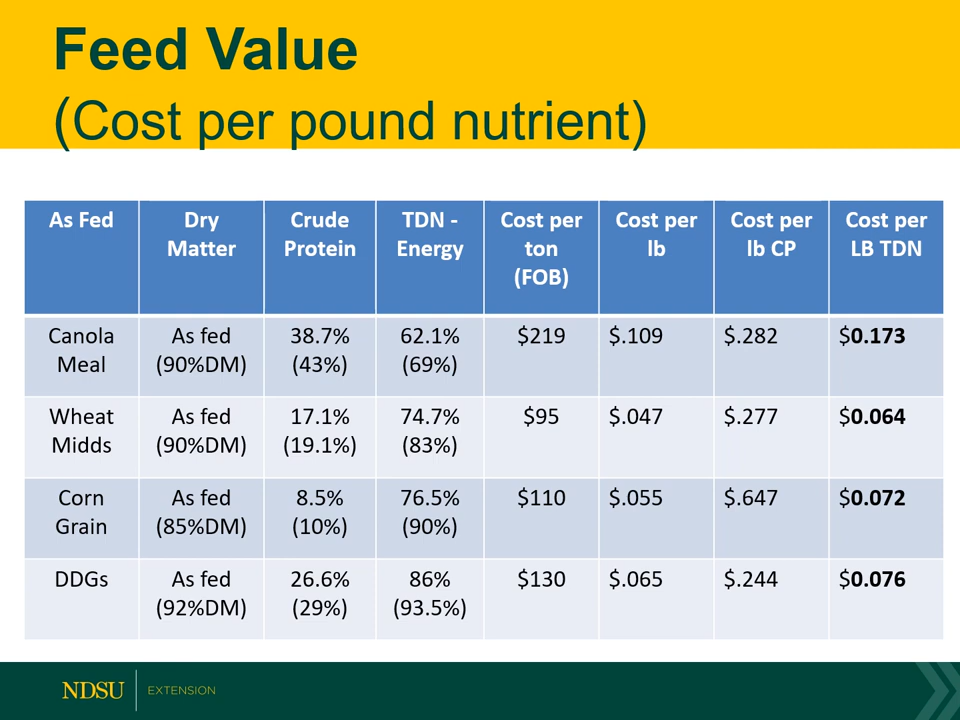 Feed Value
(Cost per pound nutrient)
As Fed
Dry
Matter
Crude
Protein
TDN -
Energy
Cost per
ton
(FOB)
Cost per
lb
Cost per
lb CP
Cost per
LB TDN
Canola
Meal
As fed
(90%DM)
38.7%
(43%)
62.1%
(69%)
$219
$.109
$.282
$0.173
Wheat
Midds
As fed
(90%DM)
17.1%
(19.1%)
74.7%
(83%)
$95
$.047
$.277
$0.064
Corn
Grain
As fed
(85%DM)
8.5%
(10%)
76.5%
(90%)
$110
$.055
$.647
$0.072
DDGs
As fed
(92%DM)
26.6%
(29%)
86%
(93.5%)
$130
$.065
$.244
$0.076
NDSU
EXTENSION